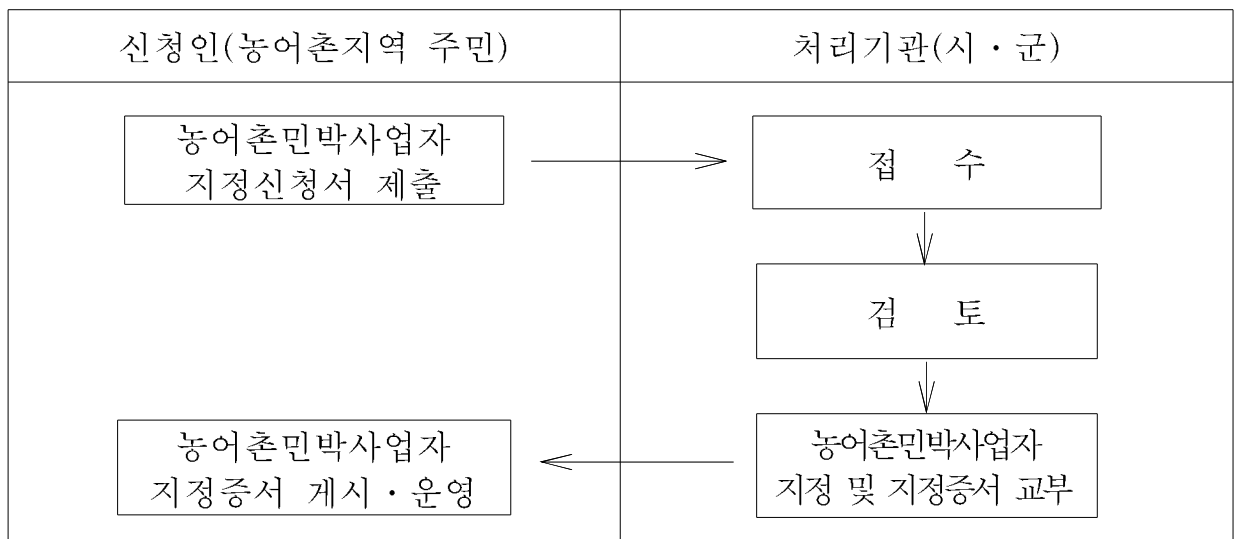 신청인(농어촌지역 주민)
처리기관(시·군)
농어촌민박사업자
지정신청서 제출
접 수
검 토
농어촌민박사업자
지정 및 지정증서 교부
농어촌민박사업자
지정증서 게시·운영